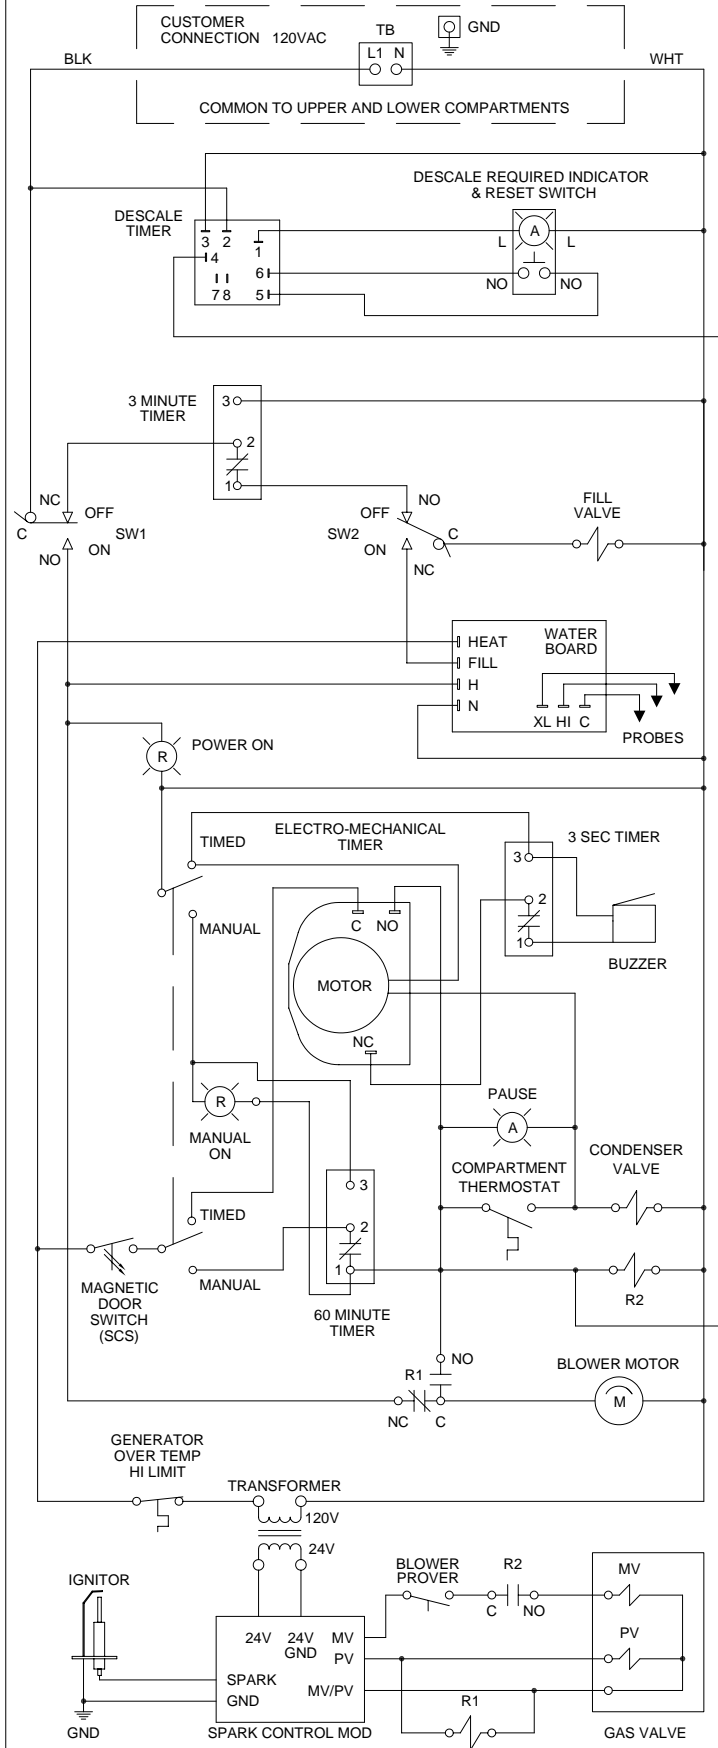 CUSTOMER
CONNECTION 120VAC
TB
L1 N
GND
BLK
WHT
COMMON TO UPPER AND LOWER COMPARTMENTS
DESCALE REQUIRED INDICATOR
& RESET SWITCH
DESCALE
TIMER
3 2
1
4
6
7 8
5
L
A
L
NO
NO
3 MINUTE
TIMER
3
2
1
NC
OFF
C
SW1
NO
ON
NO
OFF
SW2
C
ON
NC
FILL
VALVE
HEAT
FILL
H
N
WATER
BOARD
XL HI C
PROBES
R
POWER ON
TIMED
MANUAL
ELECTRO-MECHANICAL
TIMER
C
NO
MOTOR
NC
3 SEC TIMER
3
2
1
BUZZER
R
MANUAL
ON
PAUSE
A
COMPARTMENT
THERMOSTAT
CONDENSER
VALVE
TIMED
MANUAL
3
2
1
60 MINUTE
TIMER
MAGNETIC
DOOR
SWITCH
(SCS)
R2
NO
R1
NC
C
BLOWER MOTOR
M
GENERATOR
OVER TEMP
HI LIMIT
TRANSFORMER
120V
24V
IGNITOR
GND
BLOWER
PROVER
R2
C
NO
MV
PV
24V
24V
GND
MV
PV
SPARK
GND
MV/PV
R1
SPARK CONTROL MOD
GAS VALVE